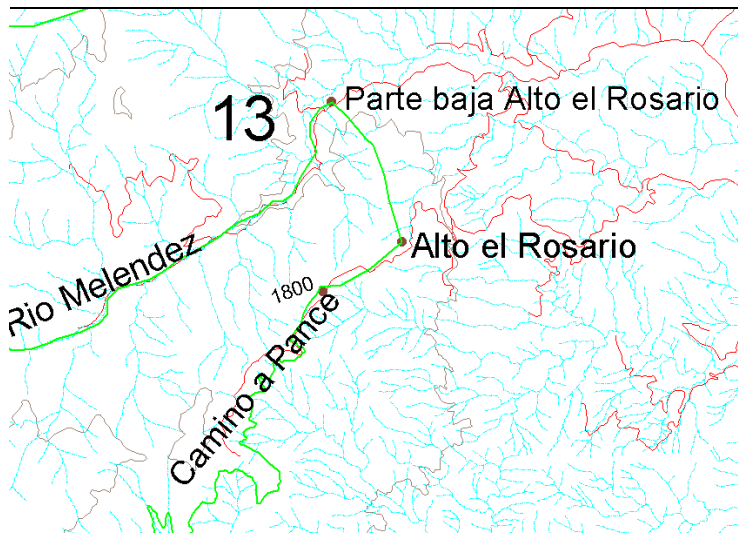 13
Parte baja Alto el Rosario
Alto el Rosario
Rio Melendez
1800
Camino a Pance